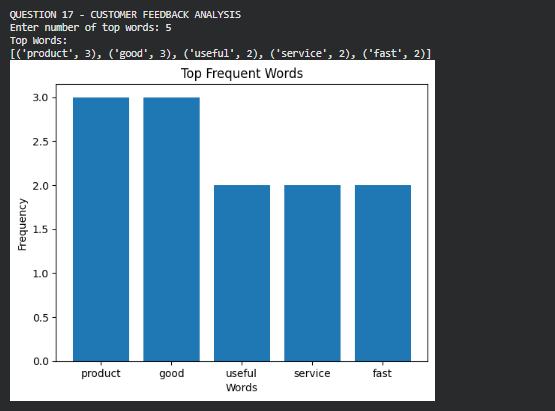 QUESTION 17 - CUSTOMER FEEDBACK ANALYSIS
Enter number of top words: 5
Top Words:
[('product', 3), ('good', 3), ('useful', 2), ('service', 2), ('fast', 2)]
Top Frequent Words
3.0
2.5
2.0
1.5
1.0
0.5
0.0
Frequency
product good useful service fast
Words